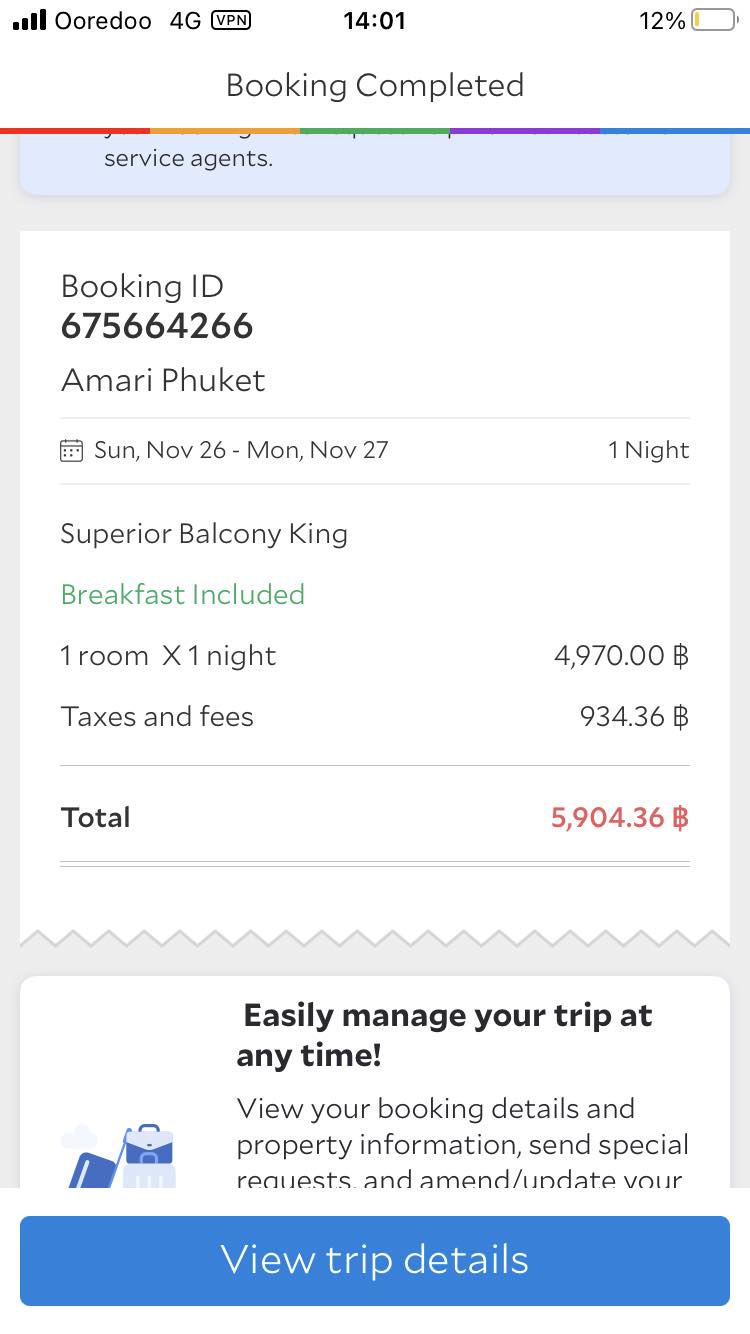 Ooredoo 4G VPN 14:01 12%
Booking Completed
service agents.
Booking ID
675664266
Amari Phuket
Sun, Nov 26 - Mon, Nov 27 1 Night
Superior Balcony King
Breakfast Included
1 room X 1 night 4,970.00 ฿
Taxes and fees 934.36 ฿
Total 5,904.36 ฿
Easily manage your trip at
any time!
View your booking details and
property information, send special
requests, and amend/update your
View trip details